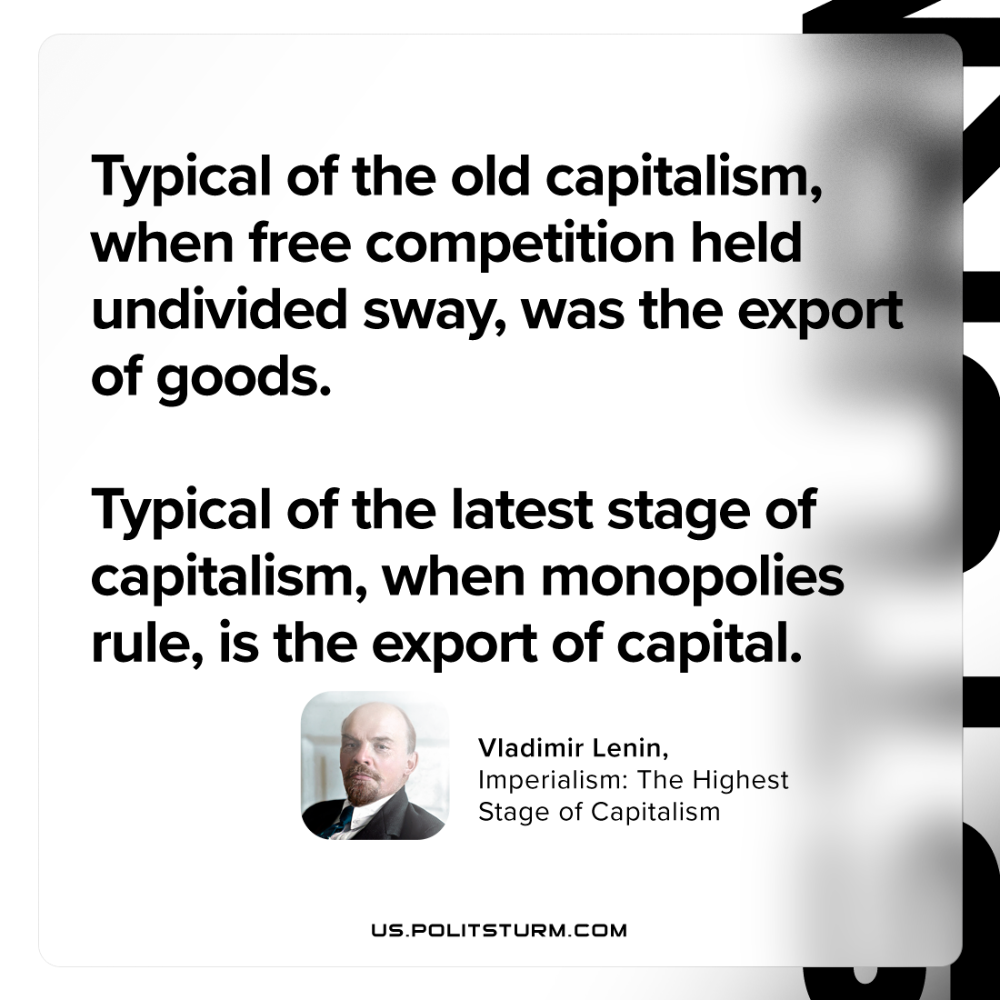 Typical of the old capitalism,
when free competition held
undivided sway, was the export
of goods.
Typical of the latest stage of
capitalism, when monopolies
rule, is the export of capital.
Vladimir Lenin,
Imperialism: The Highest
Stage of Capitalism
US.POLITSTURM.COM